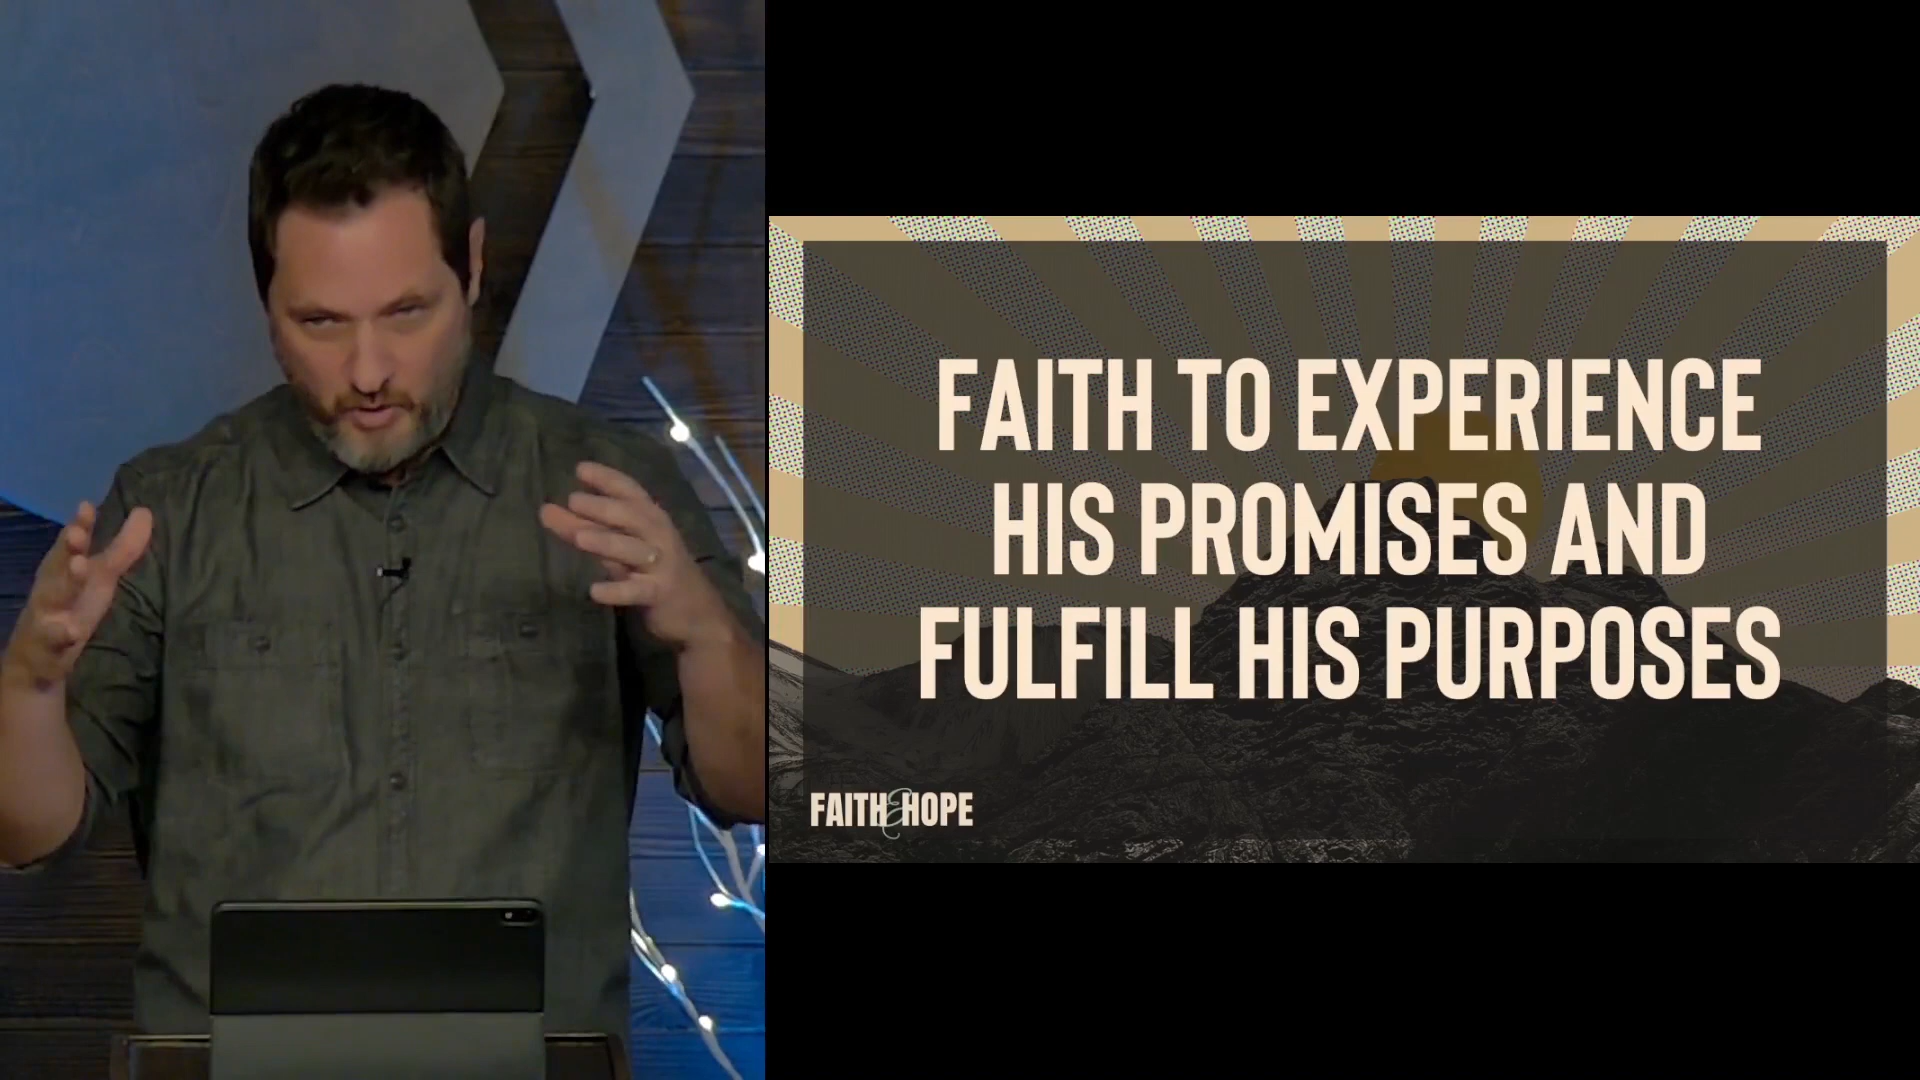 FAITH TO EXPERIENCE
HIS PROMISES AND
FULFILL HIS PURPOSES
FAITH & HOPE